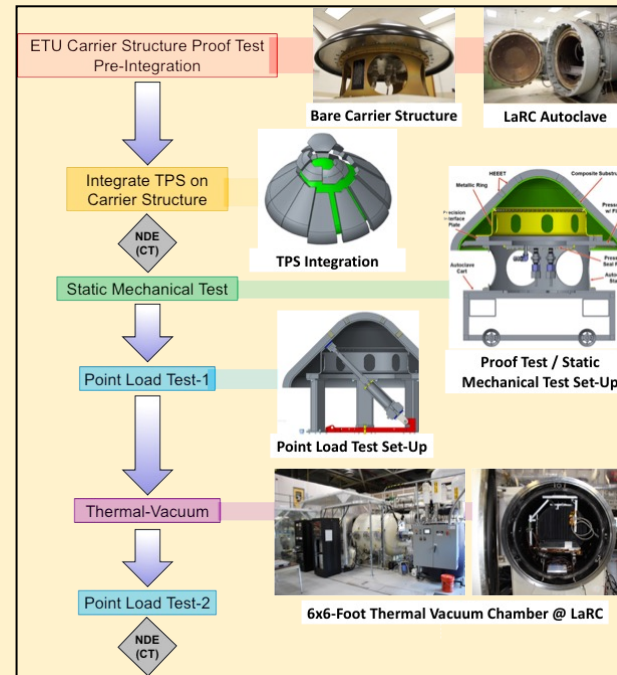 ETU Carrier Structure Proof Test
Pre-Integration
Bare Carrier Structure
LaRC Autoclave
Integrate TPS on
Carrier Structure
NDE
(CT)
TPS Integration
HEEET
Metallic Ring
Composite
Interface
Plate
Autoclave
Cart
Static Mechanical Test
Proof Test / Static
Mechanical Test Set-Up
Point Load Test-1
Point Load Test Set-Up
Thermal-Vacuum
6x6-Foot Thermal Vacuum Chamber @ LaRC
Point Load Test-2
NDE
(CT)